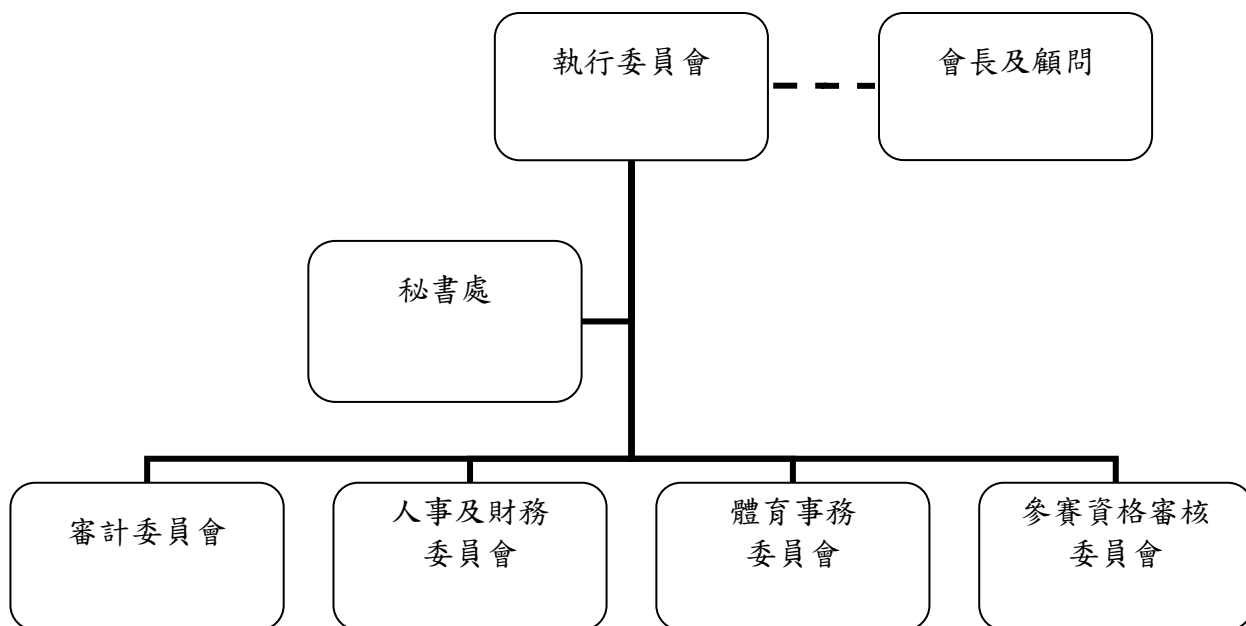 執行委員會
會長及顧問
秘書處
審計委員會
人事及財務
委員會
體育事務
委員會
參賽資格審核
委員會